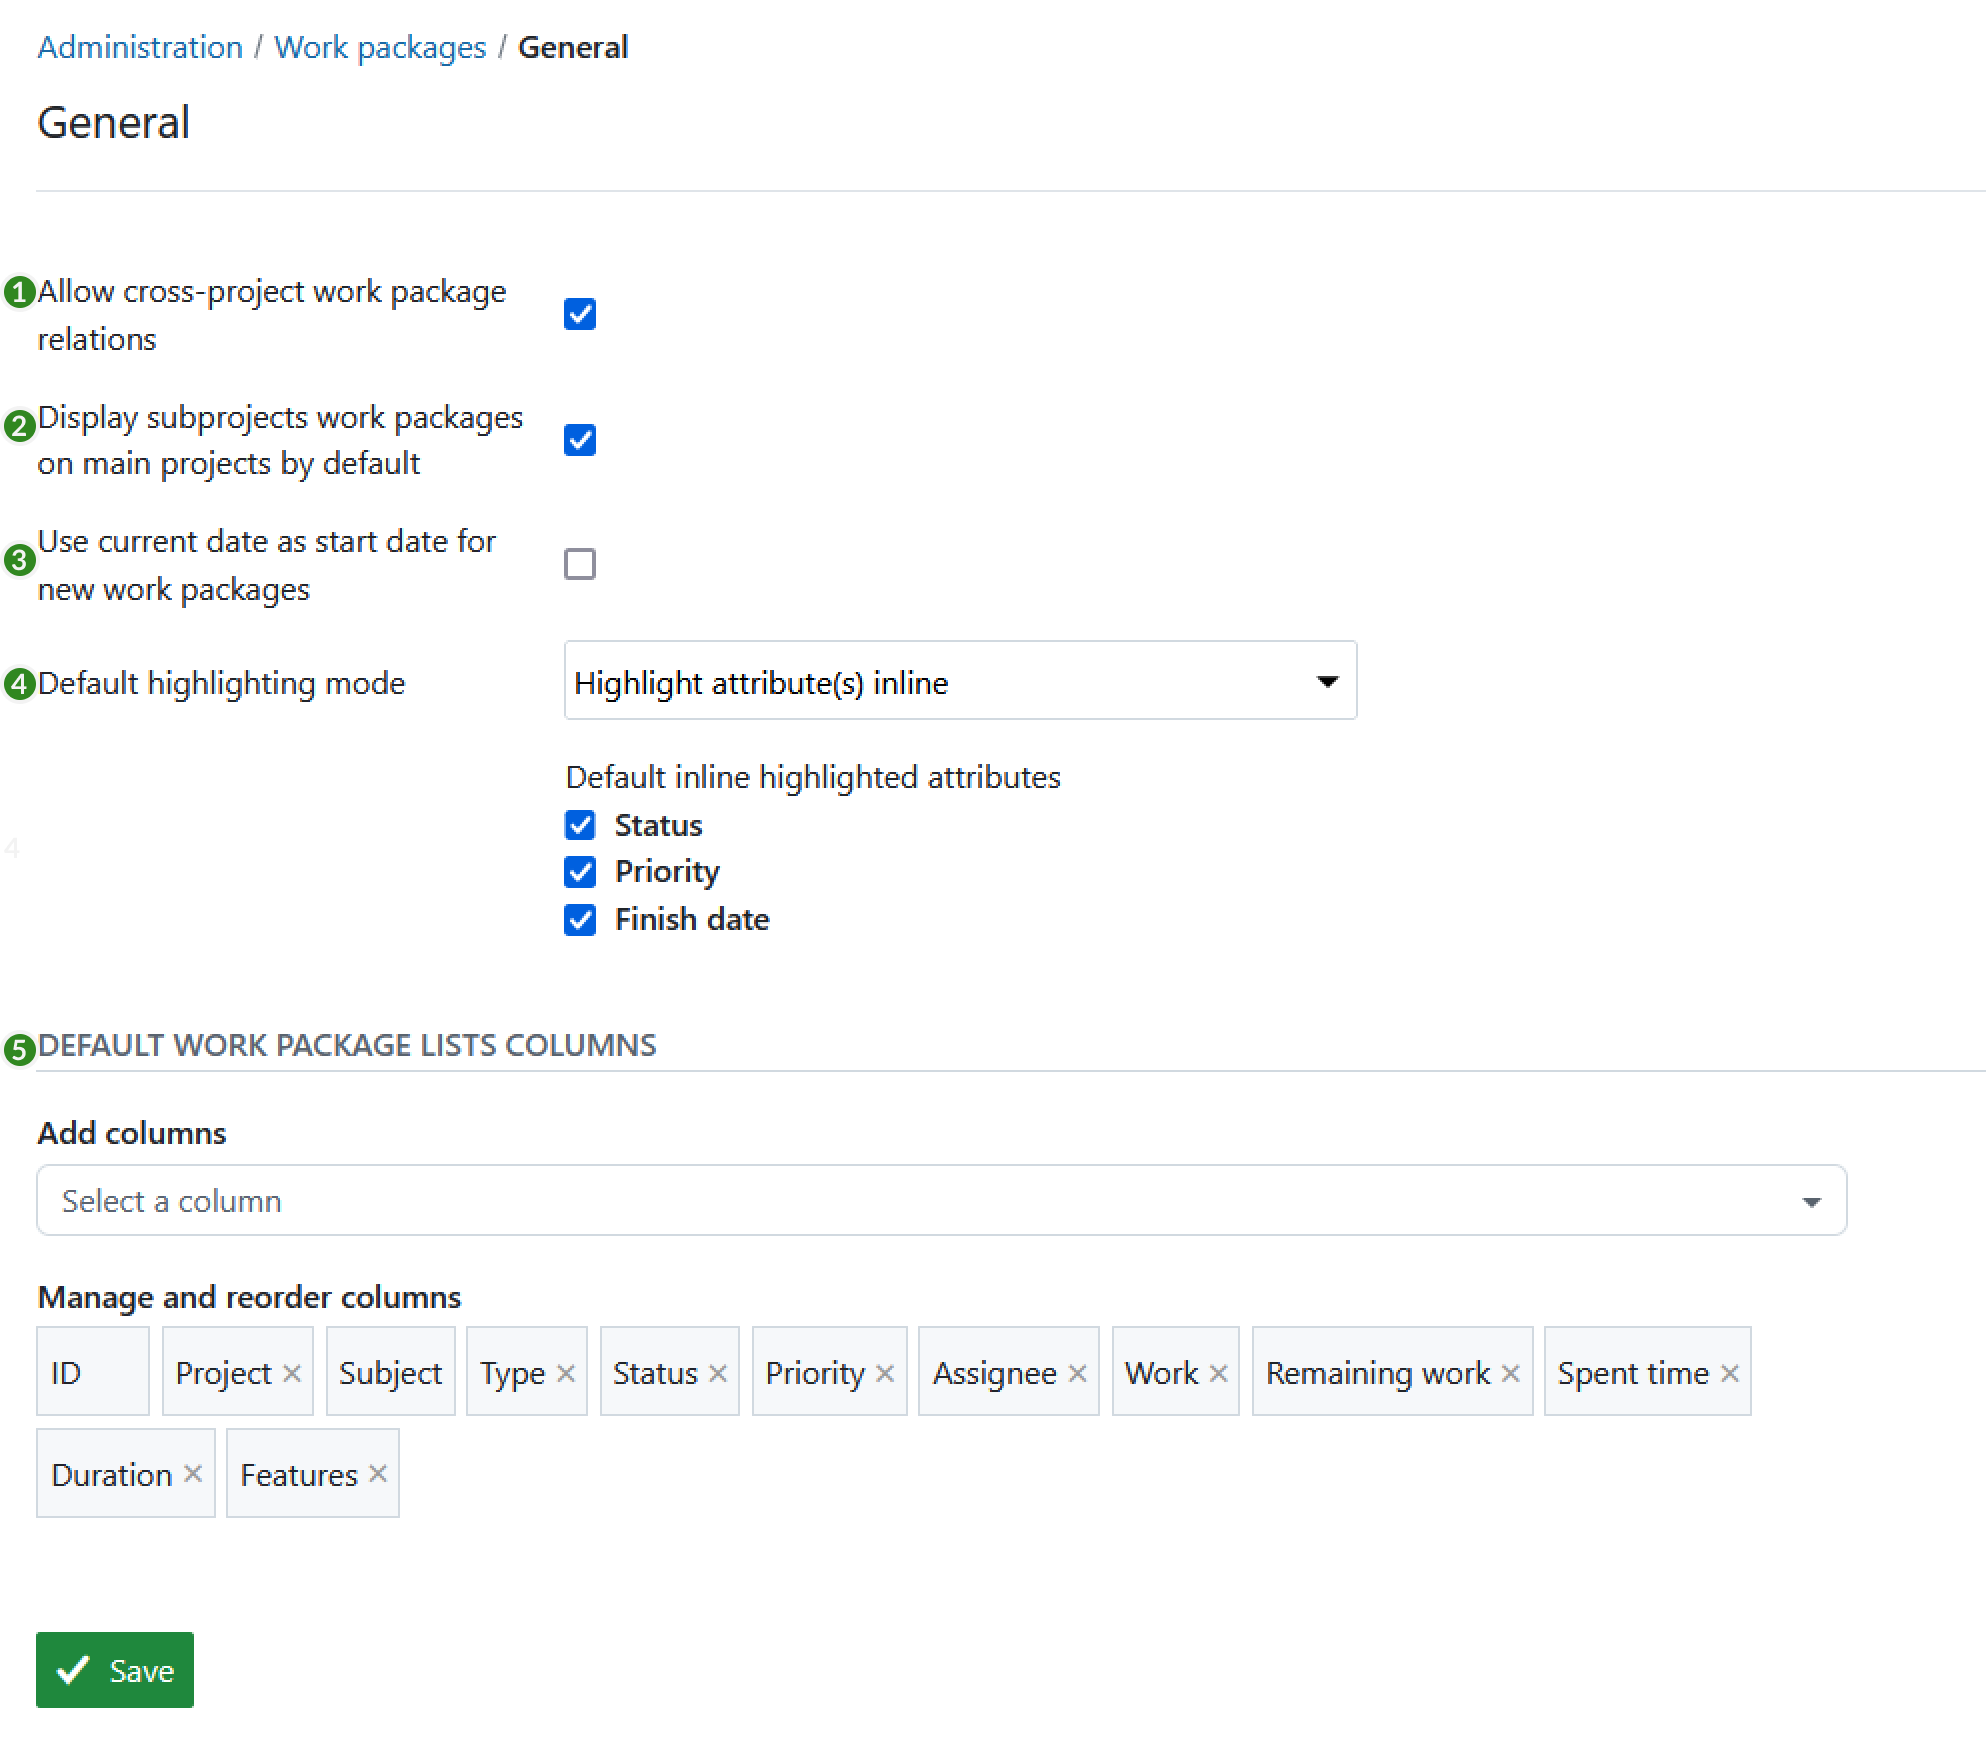 Administration / Work packages / General
General
1 Allow cross-project work package
relations
2 Display subprojects work packages
on main projects by default
3 Use current date as start date for
new work packages
4 Default highlighting mode
Highlight attribute(s) inline
Default inline highlighted attributes
Status
4
Priority
Finish date
5 DEFAULT WORK PACKAGE LISTS COLUMNS
Add columns
Select a column
Manage and reorder columns
ID Project × Subject Type × Status × Priority × Assignee × Work × Remaining work × Spent time ×
Duration × Features ×
Save